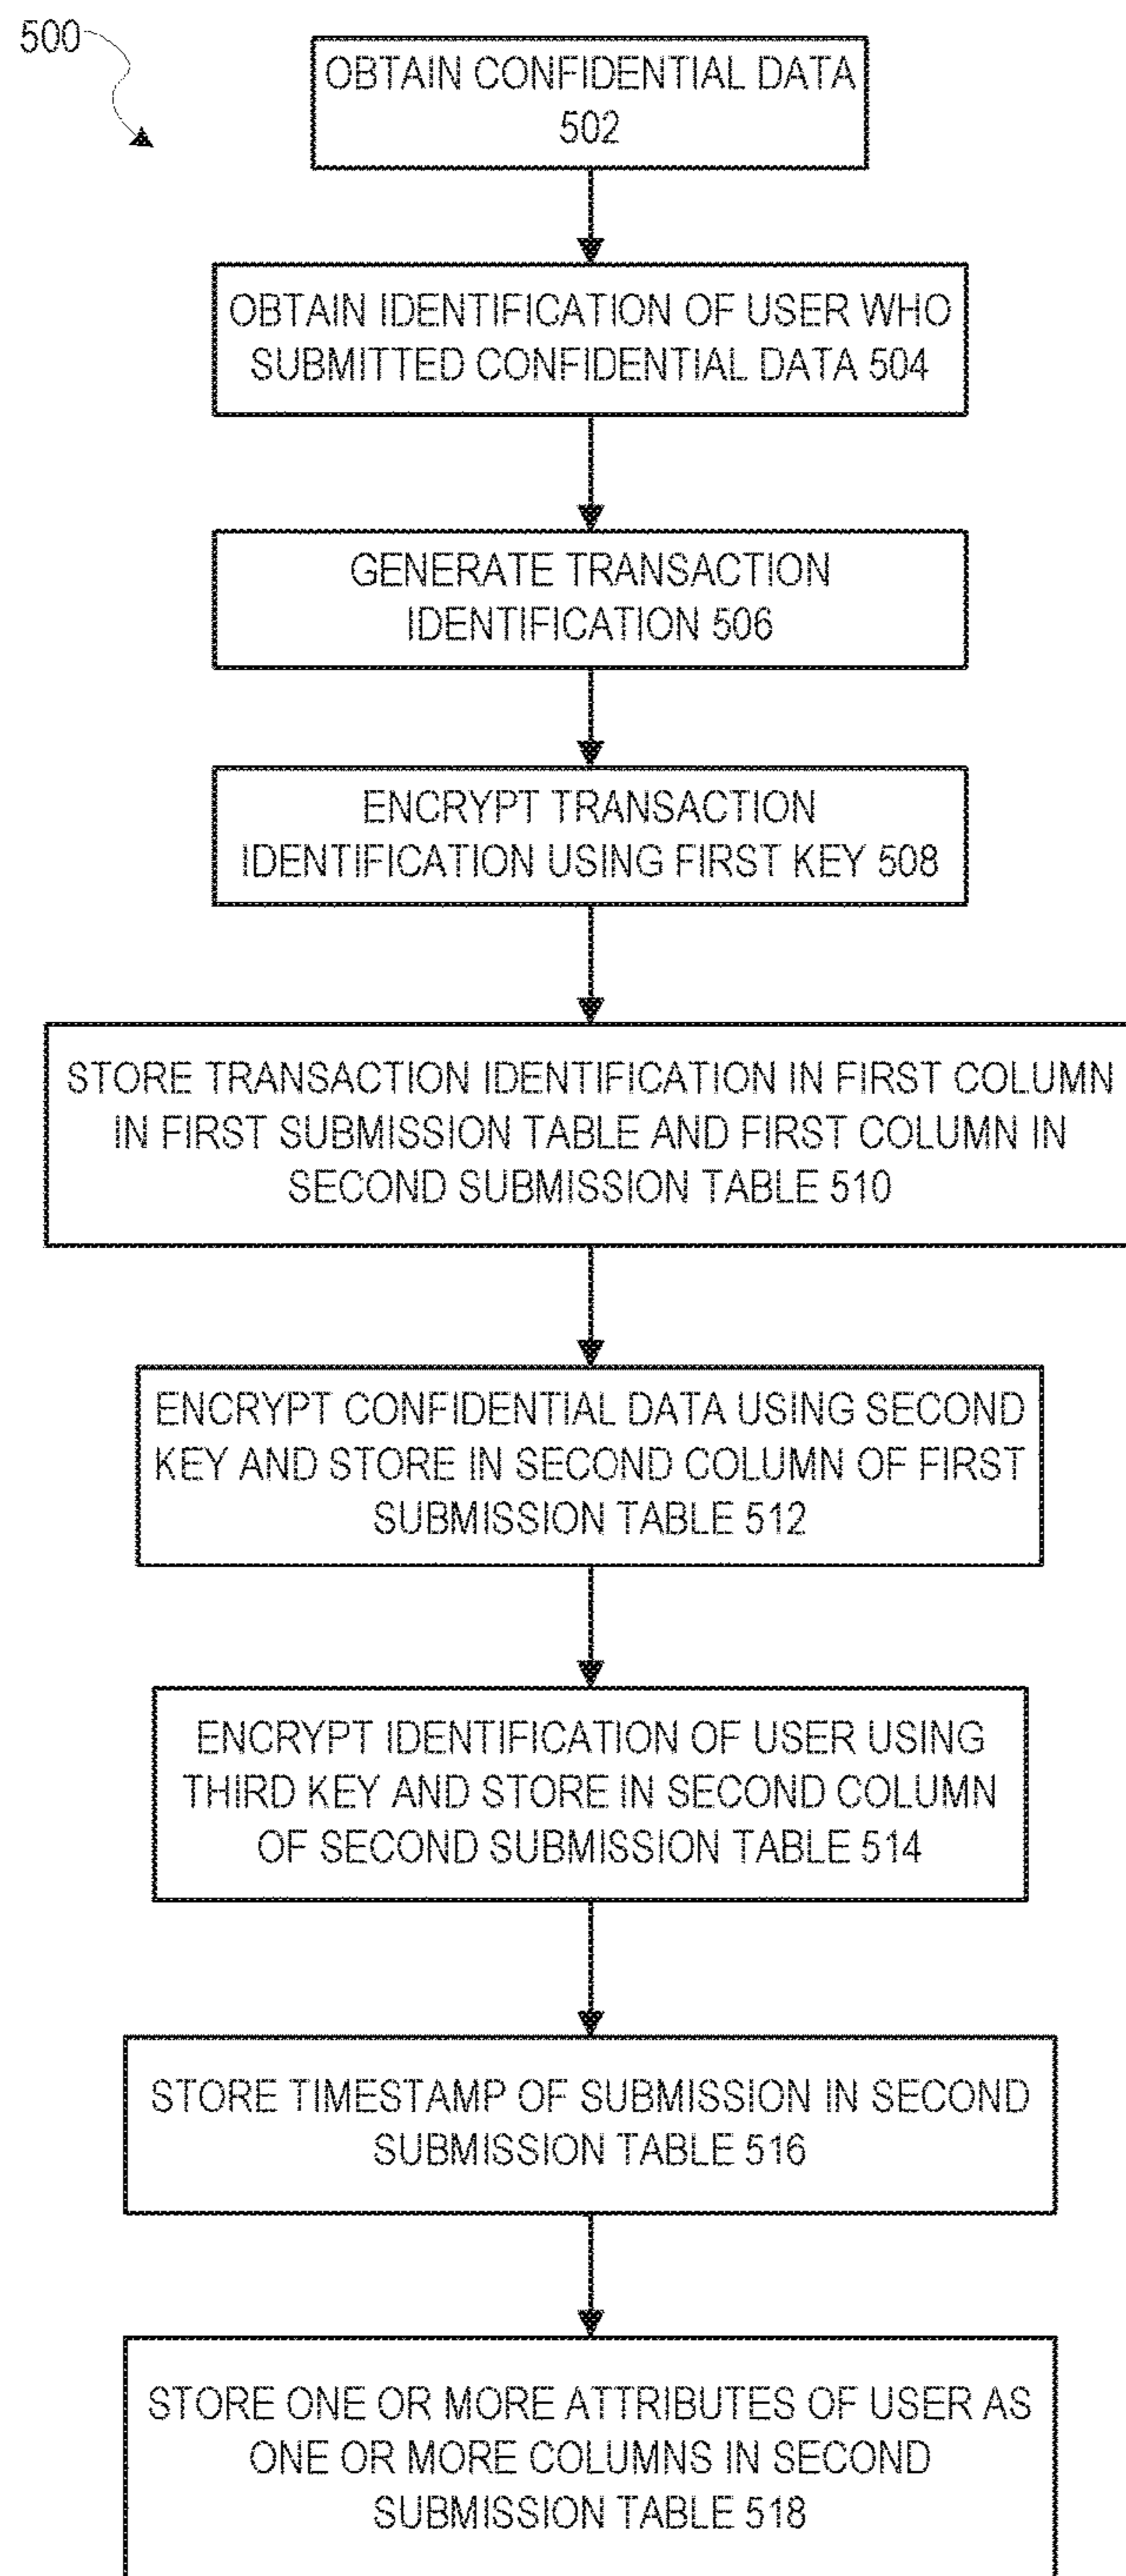 500
OBTAIN CONFIDENTIAL DATA
502
OBTAIN IDENTIFICATION OF USER WHO
SUBMITTED CONFIDENTIAL DATA 504
GENERATE TRANSACTION
IDENTIFICATION 506
ENCRYPT TRANSACTION
IDENTIFICATION USING FIRST KEY 508
STORE TRANSACTION IDENTIFICATION IN FIRST COLUMN
IN FIRST SUBMISSION TABLE AND FIRST COLUMN IN
SECOND SUBMISSION TABLE 510
ENCRYPT CONFIDENTIAL DATA USING SECOND
KEY AND STORE IN SECOND COLUMN OF FIRST
SUBMISSION TABLE 512
ENCRYPT IDENTIFICATION OF USER USING
THIRD KEY AND STORE IN SECOND COLUMN
OF SECOND SUBMISSION TABLE 514
STORE TIMESTAMP OF SUBMISSION IN SECOND
SUBMISSION TABLE 516
STORE ONE OR MORE ATTRIBUTES OF USER AS
ONE OR MORE COLUMNS IN SECOND
SUBMISSION TABLE 518